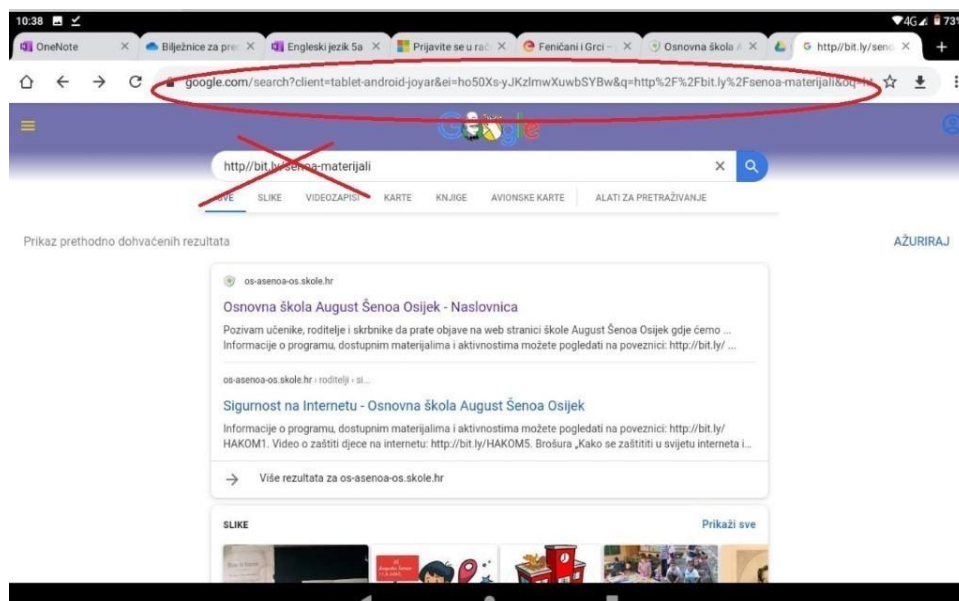 10:38
4G 73%
OneNote
Bilježnice za pre
Engleski jezik 5a
Prijavite se u rač
Feničani i Grci -
Osnovna škola A
http//bit.ly/seno
google.com/search?client=tablet-android-joyar&ei=ho50Xs-yJKzlmwXuwbSYBw&q=http%2F%2Fbit.ly%2Fsenoa-materijali&oq=ht
Google
http//bit.ly/senoa-materijali
SVE SLIKE VIDEOZAPISI KARTE KNJIGE AVIONSKE KARTE ALATI ZA PRETRAŽIVANJE
Prikaz prethodno dohvaćenih rezultata
AŽURIRAJ
os-asenoa-os.skole.hr
Osnovna škola August Šenoa Osijek - Naslovnica
Pozivam učenike, roditelje i skrbnike da prate objave na web stranici škole August Šenoa Osijek gdje ćemo ...
Informacije o programu, dostupnim materijalima i aktivnostima možete pogledati na poveznici: http://bit.ly/ ...
os-asenoa-os.skole.hr › roditelji › si...
Sigurnost na Internetu - Osnovna škola August Šenoa Osijek
Informacije o programu, dostupnim materijalima i aktivnostima možete pogledati na poveznici: http://bit.ly/
HAKOM1. Video o zaštiti djece na internetu: http://bit.ly/HAKOM5. Brošura „Kako se zaštititi u svijetu interneta i...
Više rezultata za os-asenoa-os.skole.hr
SLIKE
Prikaži sve